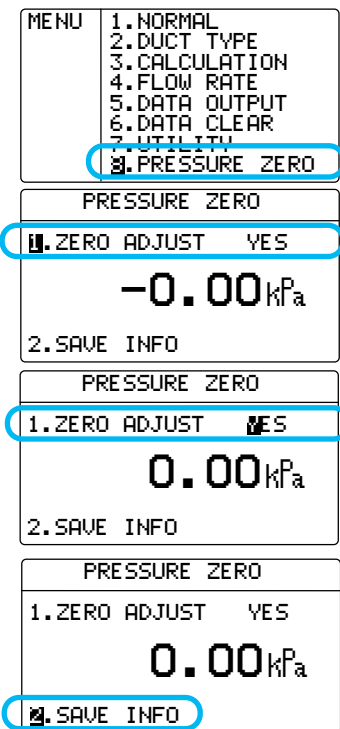 MENU
1.NORMAL
2.DUCT TYPE
3.CALCULATION
4.FLOW RATE
5.DATA OUTPUT
6.DATA CLEAR
7.UTILITY
8.PRESSURE ZERO
PRESSURE ZERO
1.ZERO ADJUST YES
-0.00kPa
2.SAVE INFO
PRESSURE ZERO
1.ZERO ADJUST YES
0.00kPa
2.SAVE INFO
PRESSURE ZERO
1.ZERO ADJUST YES
0.00kPa
2.SAVE INFO